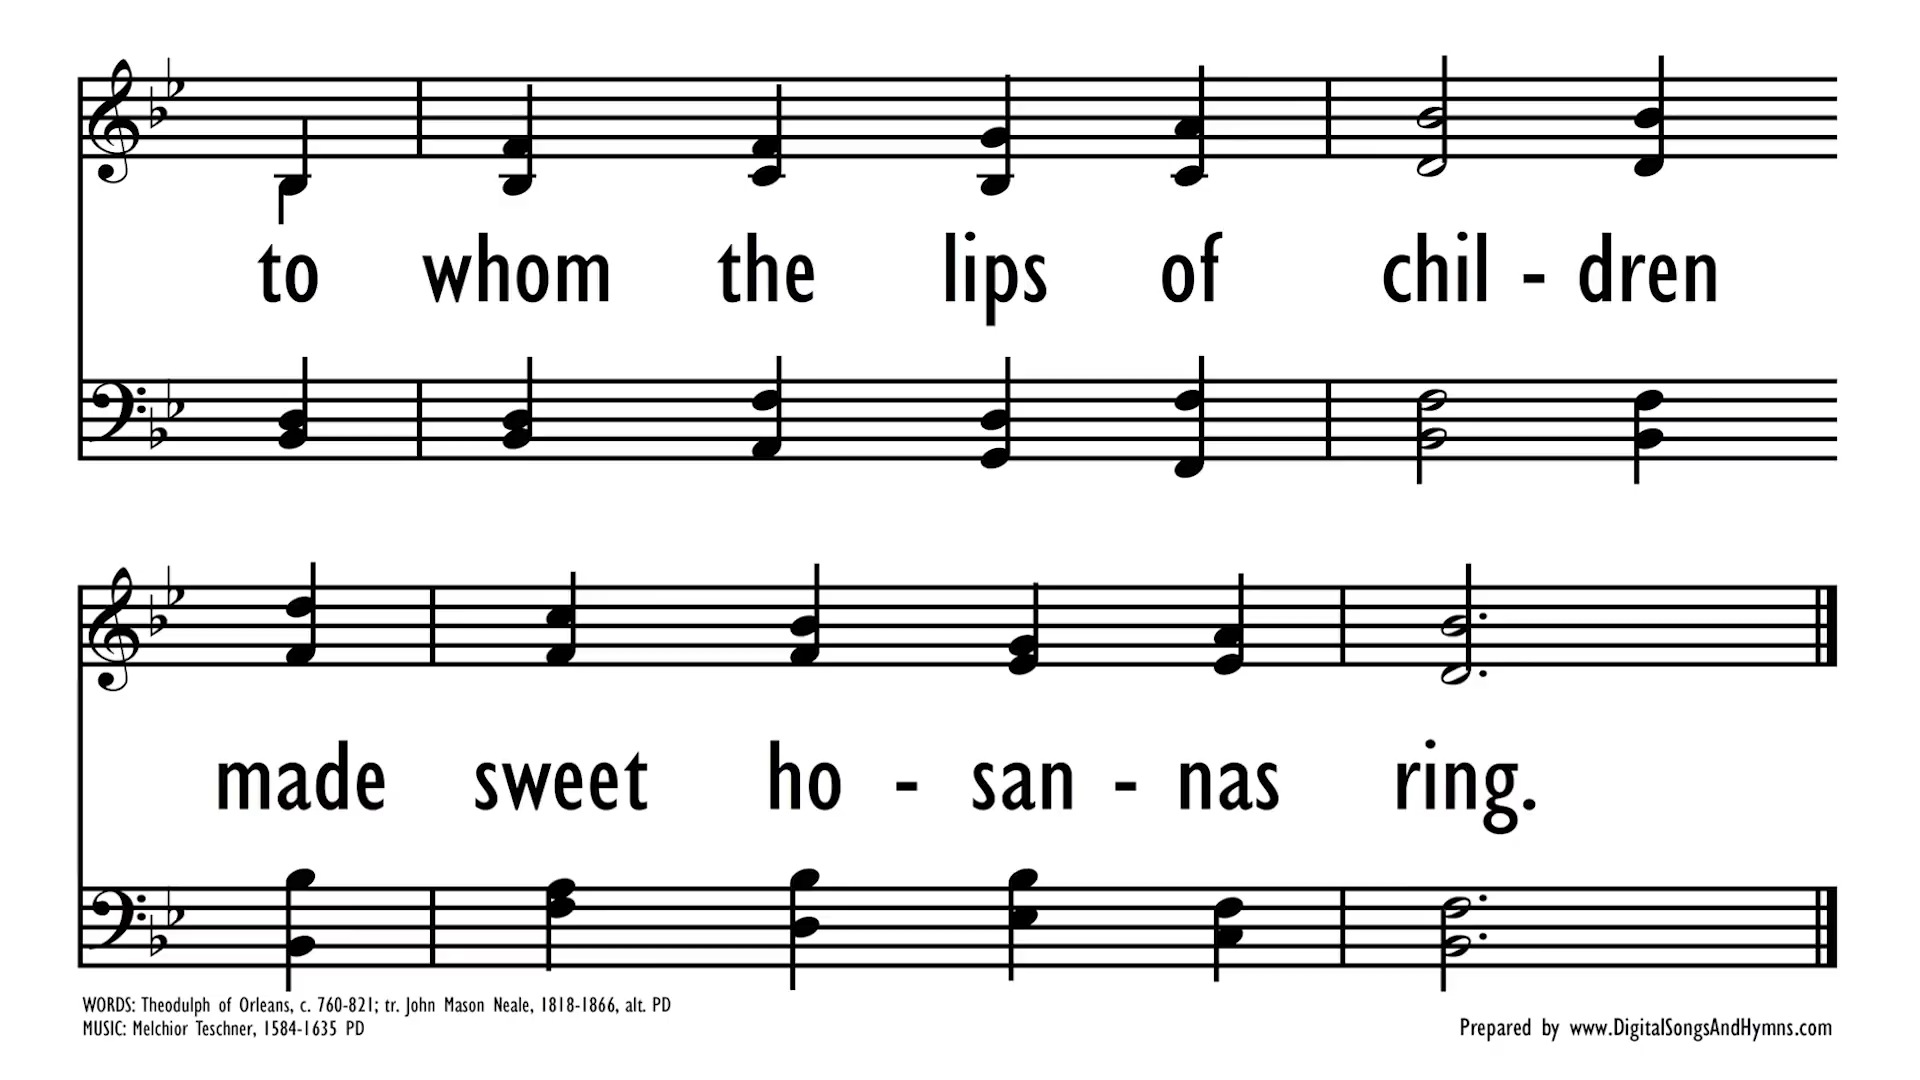 to whom the lips of chil - dren
made sweet ho - san - nas ring.
WORDS: Theodulph of Orleans, c. 760-821; tr. John Mason Neale, 1818-1866, alt. PD
MUSIC: Melchior Teschner, 1584-1635 PD
Prepared by www.DigitalSongsAndHymns.com